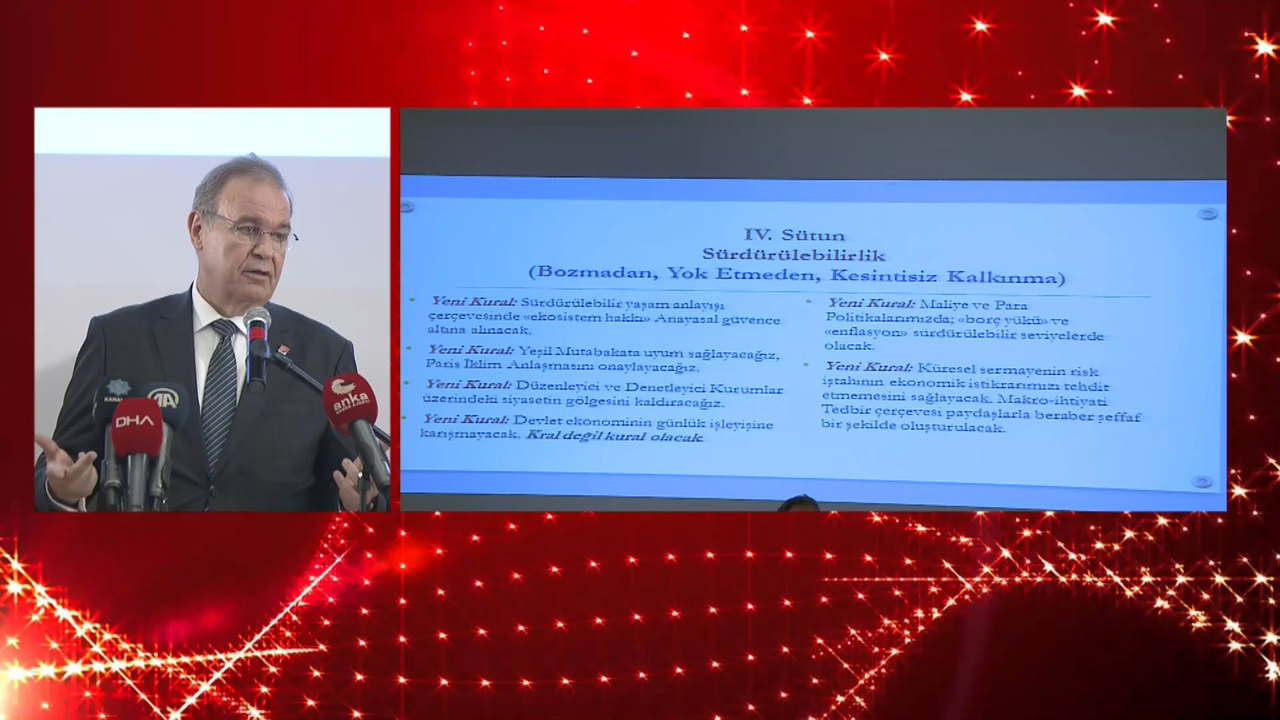 IV. Sütun
Sürdürülebilirlik
(Bozmadan, Yok Etmeden, Kesintisiz Kalkınma)
Yeni Kural: Sürdürülebilir yaşam anlayışı
çerçevesinde «ekosistem hakkı» Anayasal güvence
altına alınacak.
Yeni Kural: Yeşil Mutabakata uyum sağlayacağız,
Paris İklim Anlaşmasını onaylayacağız.
Yeni Kural: Düzenleyici ve Denetleyici Kurumlar
üzerindeki siyasetin gölgesini kaldıracağız.
Yeni Kural: Devlet ekonominin günlük işleyişine
karışmayacak. Kral değil kural olacak.
Yeni Kural: Maliye ve Para
Politikalarımızda; «borç yükü» ve
«enflasyon» sürdürülebilir seviyelerde
olacak.
Yeni Kural: Küresel sermayenin risk
iştahının ekonomik istikrarımızı tehdit
etmemesini sağlayacak. Makro-ihtiyati
Tedbir çerçevesi paydaşlarla beraber şeffaf
bir şekilde oluşturulacak.
DHA
AA
anka